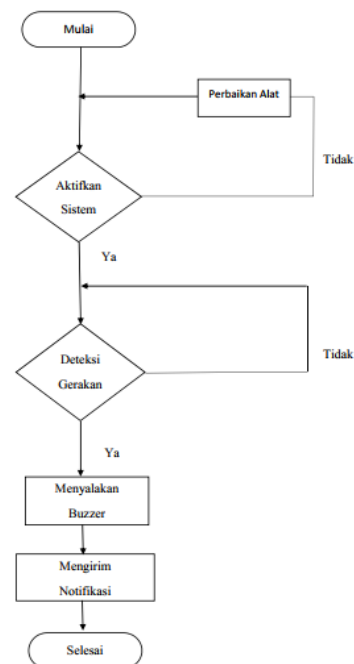 Mulai
Perbaikan Alat
Tidak
Aktifkan
Sistem
Ya
Deteksi
Gerakan
Tidak
Ya
Menyalakan
Buzzer
Mengirim
Notifikasi
Selesai